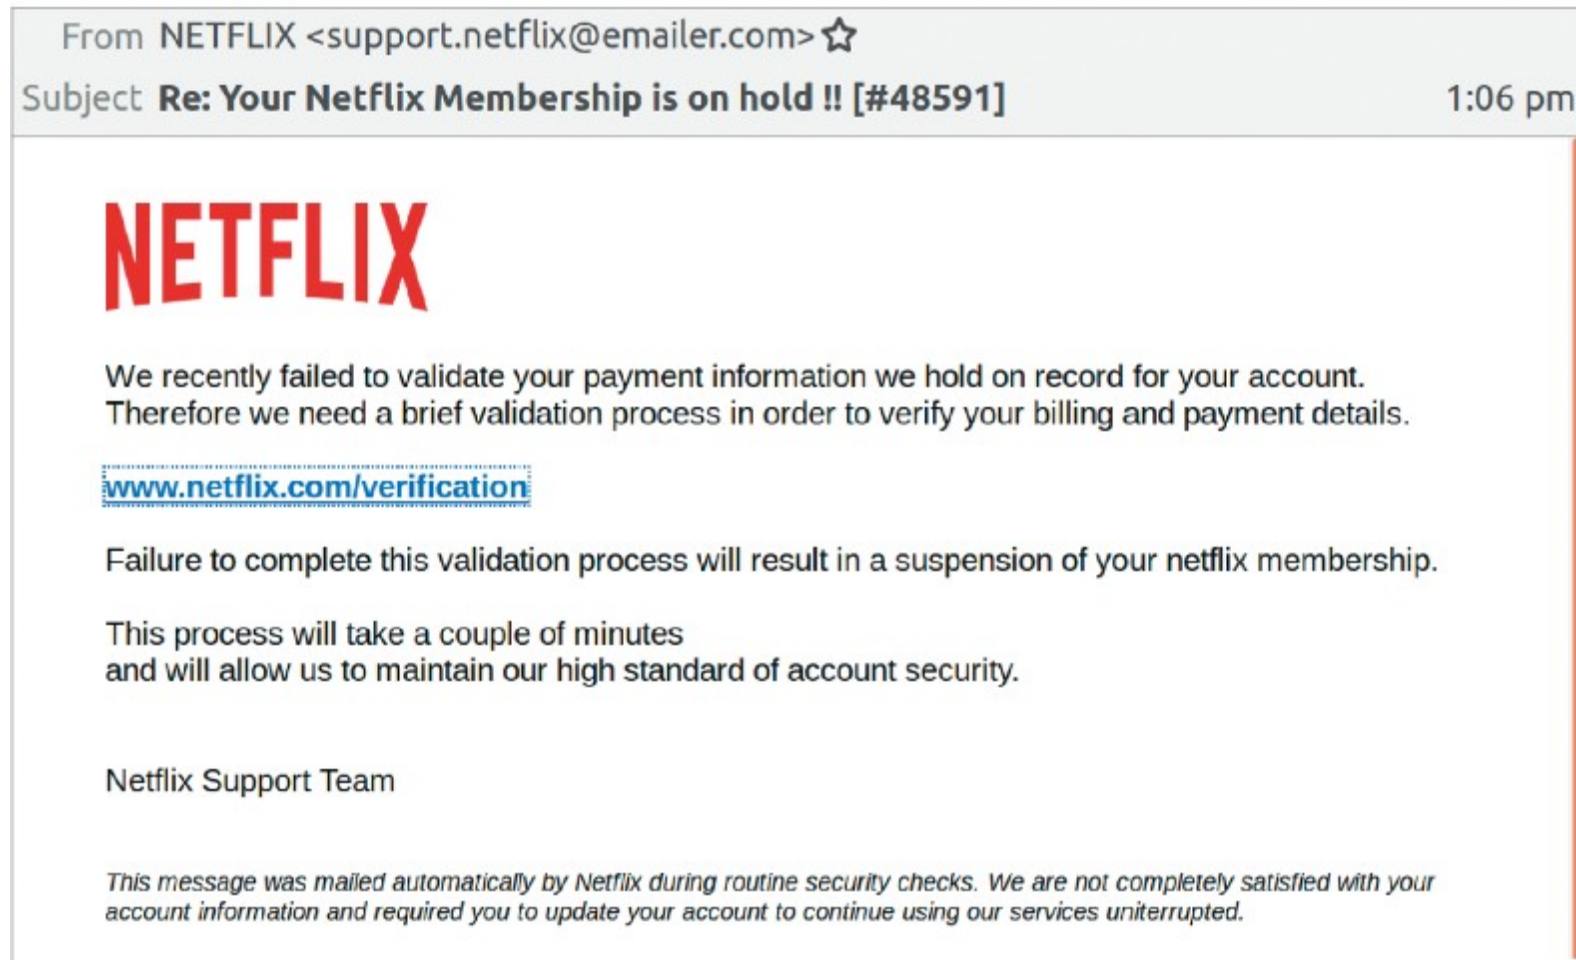 From NETFLIX <support.netflix@emailer.com>
Subject Re: Your Netflix Membership is on hold !! [#48591] 1:06 pm
NETFLIX
We recently failed to validate your payment information we hold on record for your account.
Therefore we need a brief validation process in order to verify your billing and payment details.
www.netflix.com/verification
Failure to complete this validation process will result in a suspension of your netflix membership.
This process will take a couple of minutes
and will allow us to maintain our high standard of account security.
Netflix Support Team
This message was mailed automatically by Netflix during routine security checks. We are not completely satisfied with your
account information and required you to update your account to continue using our services uniterrupted.